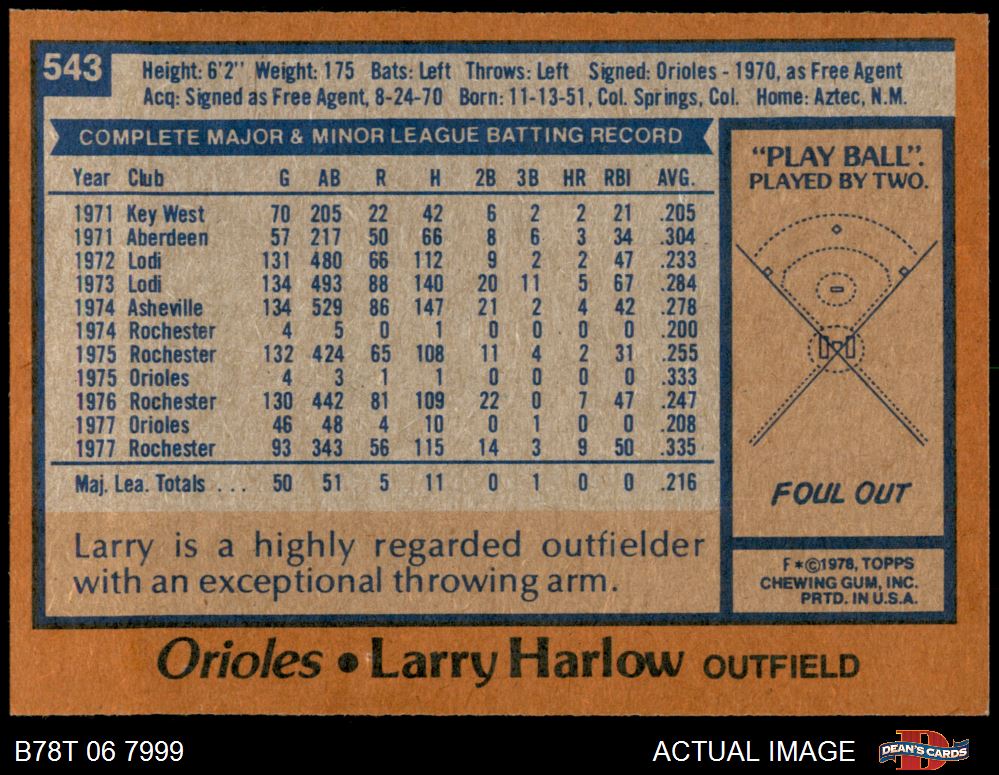 543
Height: 6'2" Weight: 175 Bats: Left Throws: Left Signed: Orioles - 1970, as Free Agent
Acq: Signed as Free Agent, 8-24-70 Born: 11-13-51, Col. Springs, Col. Home: Aztec, N.M.
COMPLETE MAJOR & MINOR LEAGUE BATTING RECORD
Year Club G AB R H 2B 3B HR RBI AVG.
1971 Key West 70 205 22 42 6 2 2 21 .205
1971 Aberdeen 57 217 50 66 8 6 3 34 .304
1972 Lodi 131 480 66 112 9 2 2 47 .233
1973 Lodi 134 493 88 140 20 11 5 67 .284
1974 Asheville 134 529 86 147 21 2 4 42 .278
1974 Rochester 4 5 0 1 0 0 0 0 .200
1975 Rochester 132 424 65 108 11 4 2 31 .255
1975 Orioles 4 3 1 1 0 0 0 0 .333
1976 Rochester 130 442 81 109 22 0 7 47 .247
1977 Orioles 46 48 4 10 0 1 0 0 .208
1977 Rochester 93 343 56 115 14 3 9 50 .335
Maj. Lea. Totals . . . 50 51 5 11 0 1 0 0 .216
Larry is a highly regarded outfielder
with an exceptional throwing arm.
"PLAY BALL".
PLAYED BY TWO.
FOUL OUT
F*©1978, TOPPS
CHEWING GUM, INC.
PRTD. IN U.S.A.
Orioles • Larry Harlow OUTFIELD
B78T 06 7999 ACTUAL IMAGE
D
DEAN'S CARDS